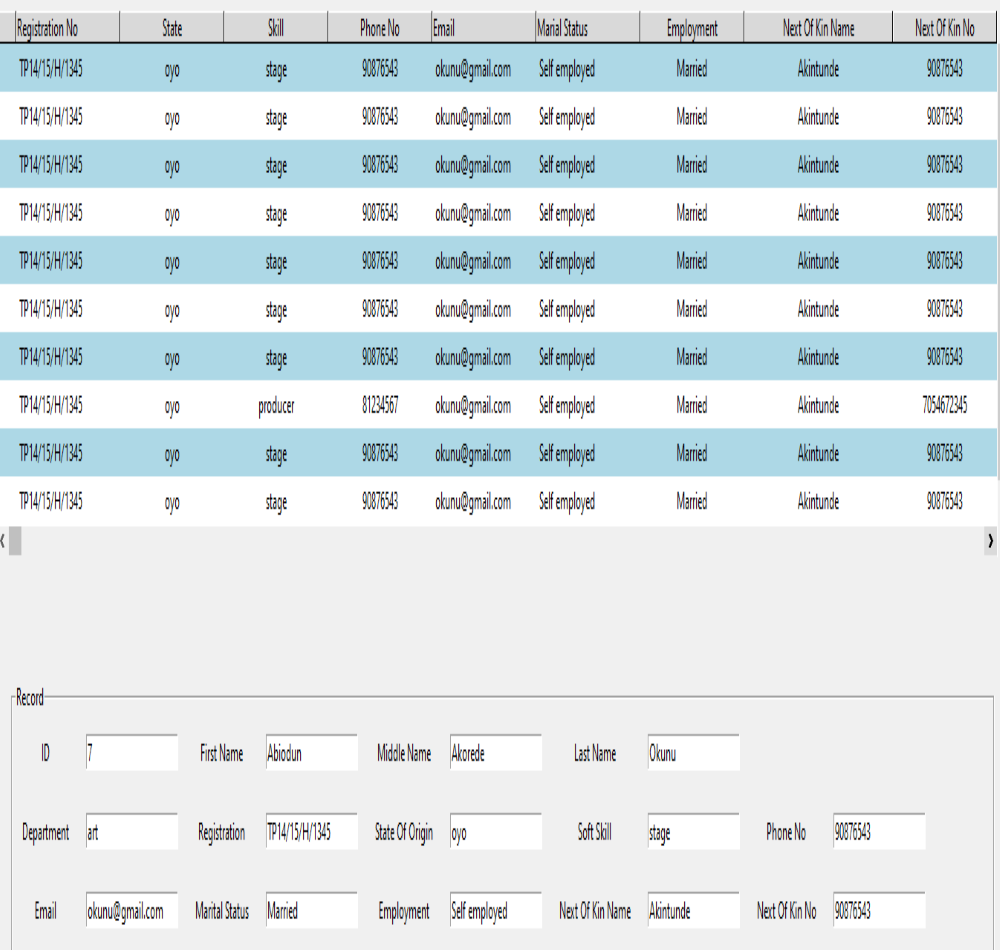 Registration No State Skill Phone No Email Marial Status Employment Next Of Kin Name Next Of Kin No
TP14/15/H/1345 oyo stage 90876543 okunu@gmail.com Self employed Married Akintunde 90876543
TP14/15/H/1345 oyo stage 90876543 okunu@gmail.com Self employed Married Akintunde 90876543
TP14/15/H/1345 oyo stage 90876543 okunu@gmail.com Self employed Married Akintunde 90876543
TP14/15/H/1345 oyo stage 90876543 okunu@gmail.com Self employed Married Akintunde 90876543
TP14/15/H/1345 oyo stage 90876543 okunu@gmail.com Self employed Married Akintunde 90876543
TP14/15/H/1345 oyo stage 90876543 okunu@gmail.com Self employed Married Akintunde 90876543
TP14/15/H/1345 oyo stage 90876543 okunu@gmail.com Self employed Married Akintunde 90876543
TP14/15/H/1345 oyo producer 81234567 okunu@gmail.com Self employed Married Akintunde 7054672345
TP14/15/H/1345 oyo stage 90876543 okunu@gmail.com Self employed Married Akintunde 90876543
TP14/15/H/1345 oyo stage 90876543 okunu@gmail.com Self employed Married Akintunde 90876543
Record
ID 7 First Name Abiodun Middle Name Akorede Last Name Okunu
Department art Registration TP14/15/H/1345 State Of Origin oyo Soft Skill stage Phone No 90876543
Email okunu@gmail.com Marital Status Married Employment Self employed Next Of Kin Name Akintunde Next Of Kin No 90876543